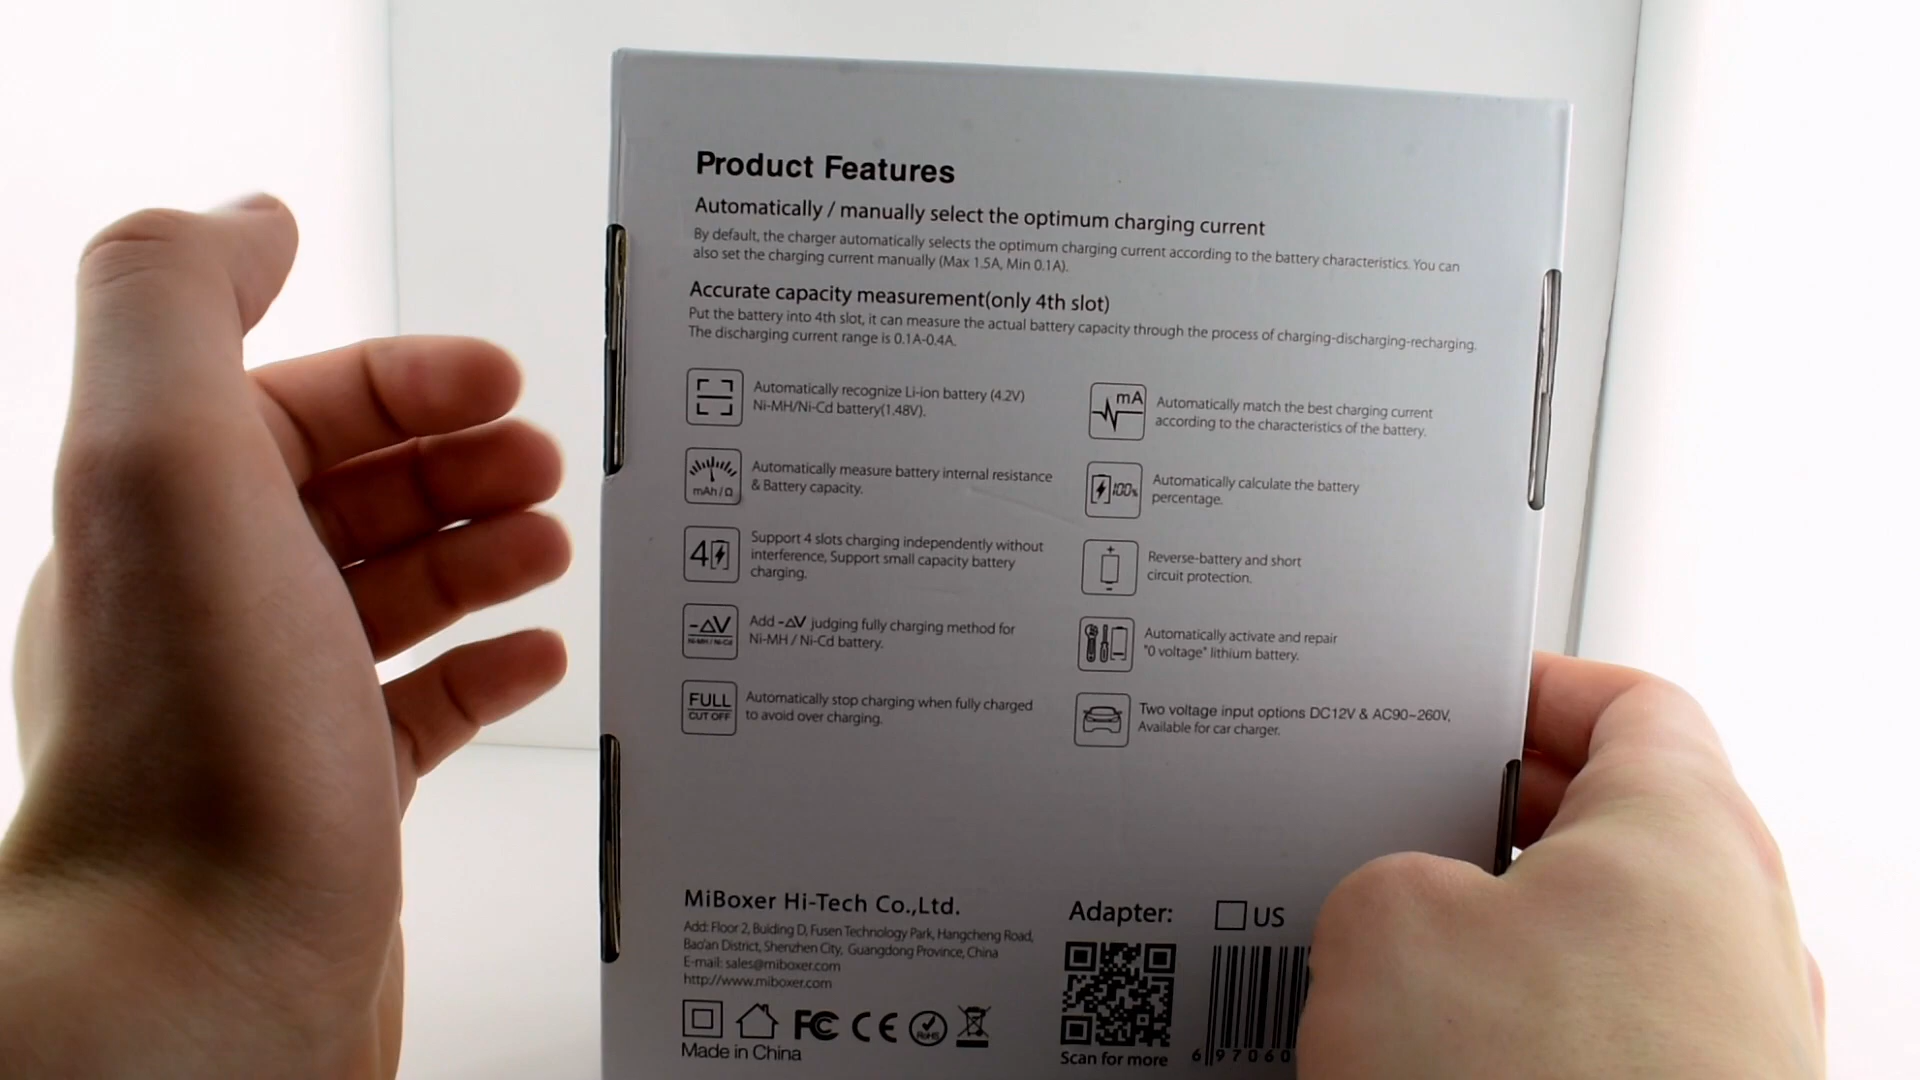 Product Features
Automatically / manually select the optimum charging current
By default, the charger automatically selects the optimum charging current according to the battery characteristics. You can
also set the charging current manually (Max 1.5A, Min 0.1A).
Accurate capacity measurement(only 4th slot)
Put the battery into 4th slot, it can measure the actual battery capacity through the process of charging-discharging-recharging.
The discharging current range is 0.1A-0.4A.
Automatically recognize Li-ion battery (4.2V)
Ni-MH/Ni-Cd battery(1.48V).
mAh/Ω
Automatically measure battery internal resistance
& Battery capacity.
4
Support 4 slots charging independently without
interference, Support small capacity battery
charging.
-△V
Ni-MH / Ni-Cd
Add -△V judging fully charging method for
Ni-MH / Ni-Cd battery.
FULL
CUT OFF
Automatically stop charging when fully charged
to avoid over charging.
mA
Automatically match the best charging current
according to the characteristics of the battery.
100%
Automatically calculate the battery
percentage.
Reverse-battery and short
circuit protection.
Automatically activate and repair
"0 voltage" lithium battery.
Two voltage input options DC12V & AC90~260V,
Available for car charger.
MiBoxer Hi-Tech Co.,Ltd.
Add: Floor 2, Buiding D, Fusen Technology Park, Hangcheng Road,
Bao'an District, Shenzhen City, Guangdong Province, China
E-mail: sales@miboxer.com
http://www.miboxer.com
FC CE RoHS
Made in China
Adapter: US
Scan for more
6 97060